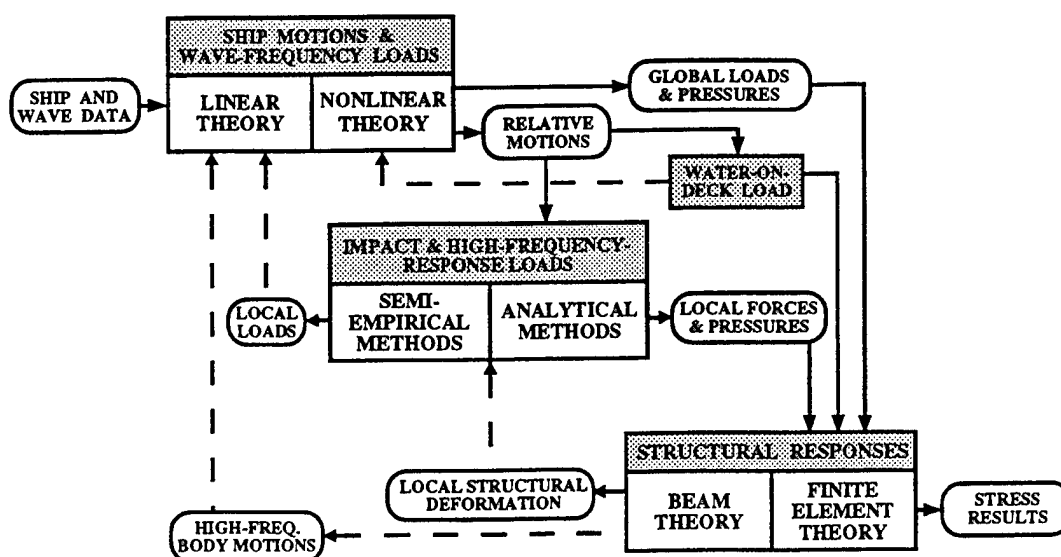 SHIP MOTIONS &
WAVE-FREQUENCY LOADS
LINEAR
THEORY
NONLINEAR
THEORY
SHIP AND
WAVE DATA
GLOBAL LOADS
& PRESSURES
RELATIVE
MOTIONS
WATER-ON-
DECK LOAD
IMPACT & HIGH-FREQUENCY-
RESPONSE LOADS
SEMI-
EMPIRICAL
METHODS
ANALYTICAL
METHODS
LOCAL
LOADS
LOCAL FORCES
& PRESSURES
STRUCTURAL RESPONSES
BEAM
THEORY
FINITE
ELEMENT
THEORY
LOCAL STRUCTURAL
DEFORMATION
STRESS
RESULTS
HIGH-FREQ.
BODY MOTIONS